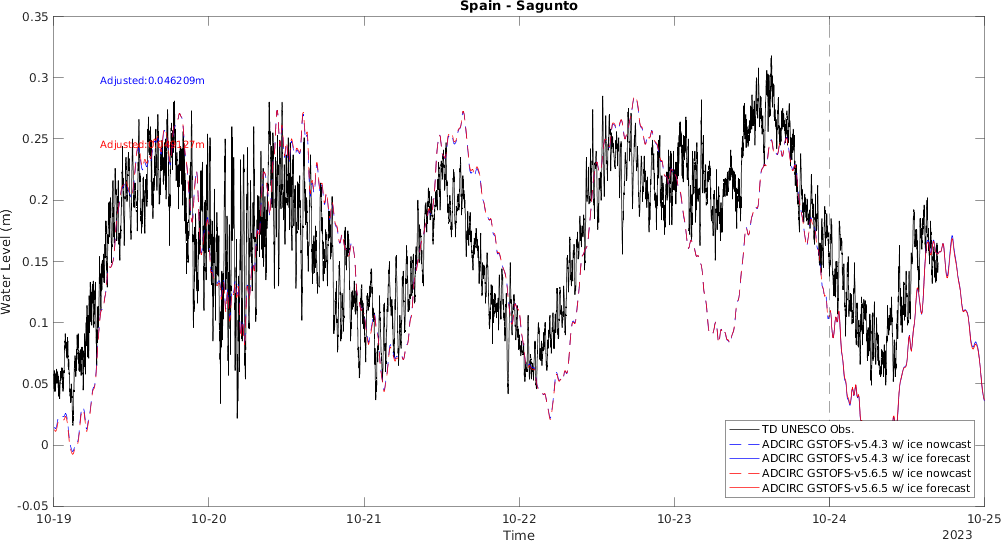 Spain - Sagunto
0.35
0.3
0.25
0.2
0.15
0.1
0.05
0
-0.05
Water Level (m)
Adjusted:0.046209m
TD UNESCO Obs.
ADCIRC GSTOFS-v5.4.3 w/ ice nowcast
ADCIRC GSTOFS-v5.4.3 w/ ice forecast
ADCIRC GSTOFS-v5.6.5 w/ ice nowcast
ADCIRC GSTOFS-v5.6.5 w/ ice forecast
10-19
10-20
10-21
10-22
10-23
10-24
10-25
Time
2023